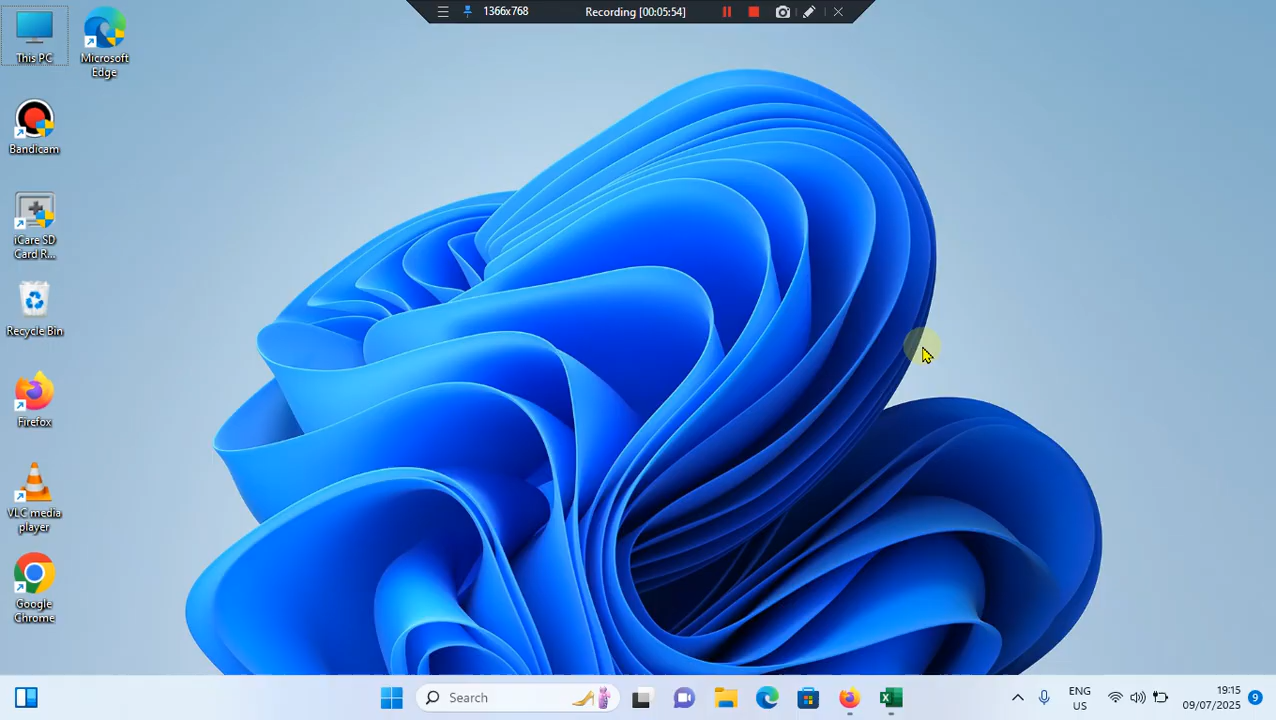 1366x768
Recording [00:05:54]
This PC
Microsoft
Edge
Bandicam
iCare SD
Card R...
Recycle Bin
Firefox
VLC media
player
Google
Chrome
Search
ENG
US
19:15
09/07/2025
9